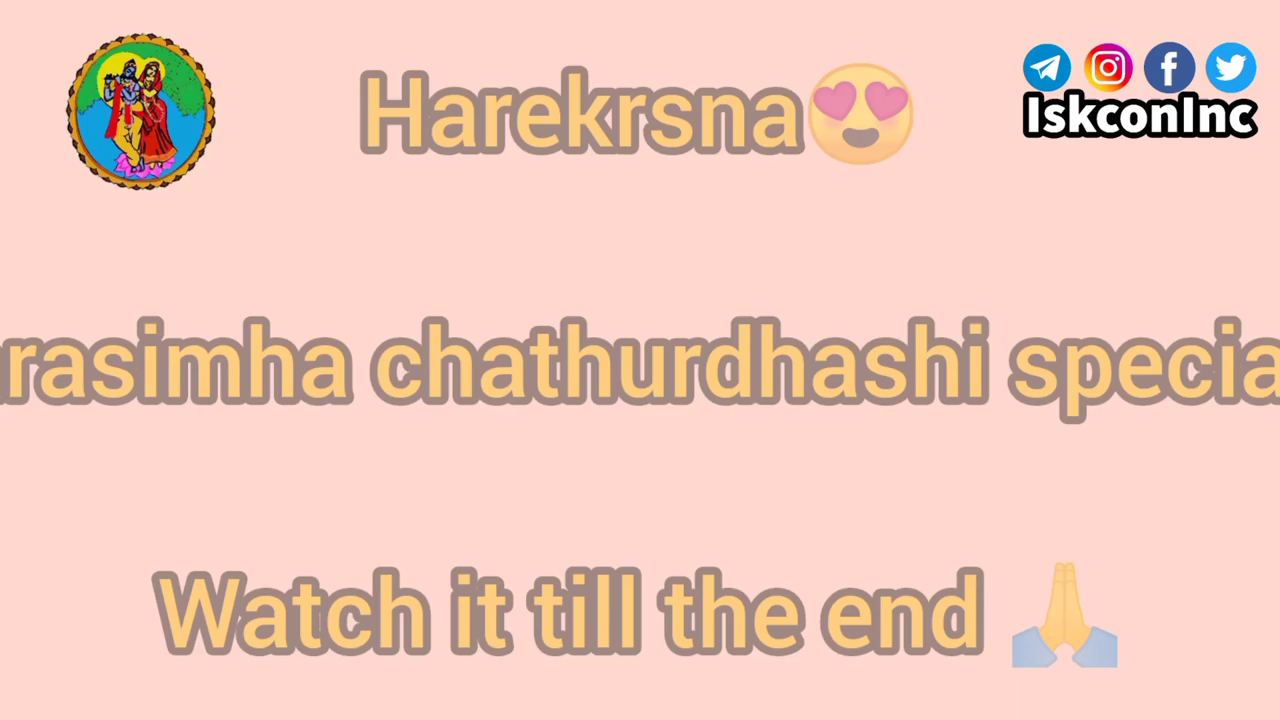 Harekrsna😍
IskconInc
rasimha chathurdhashi specia
Watch it till the end 🙏